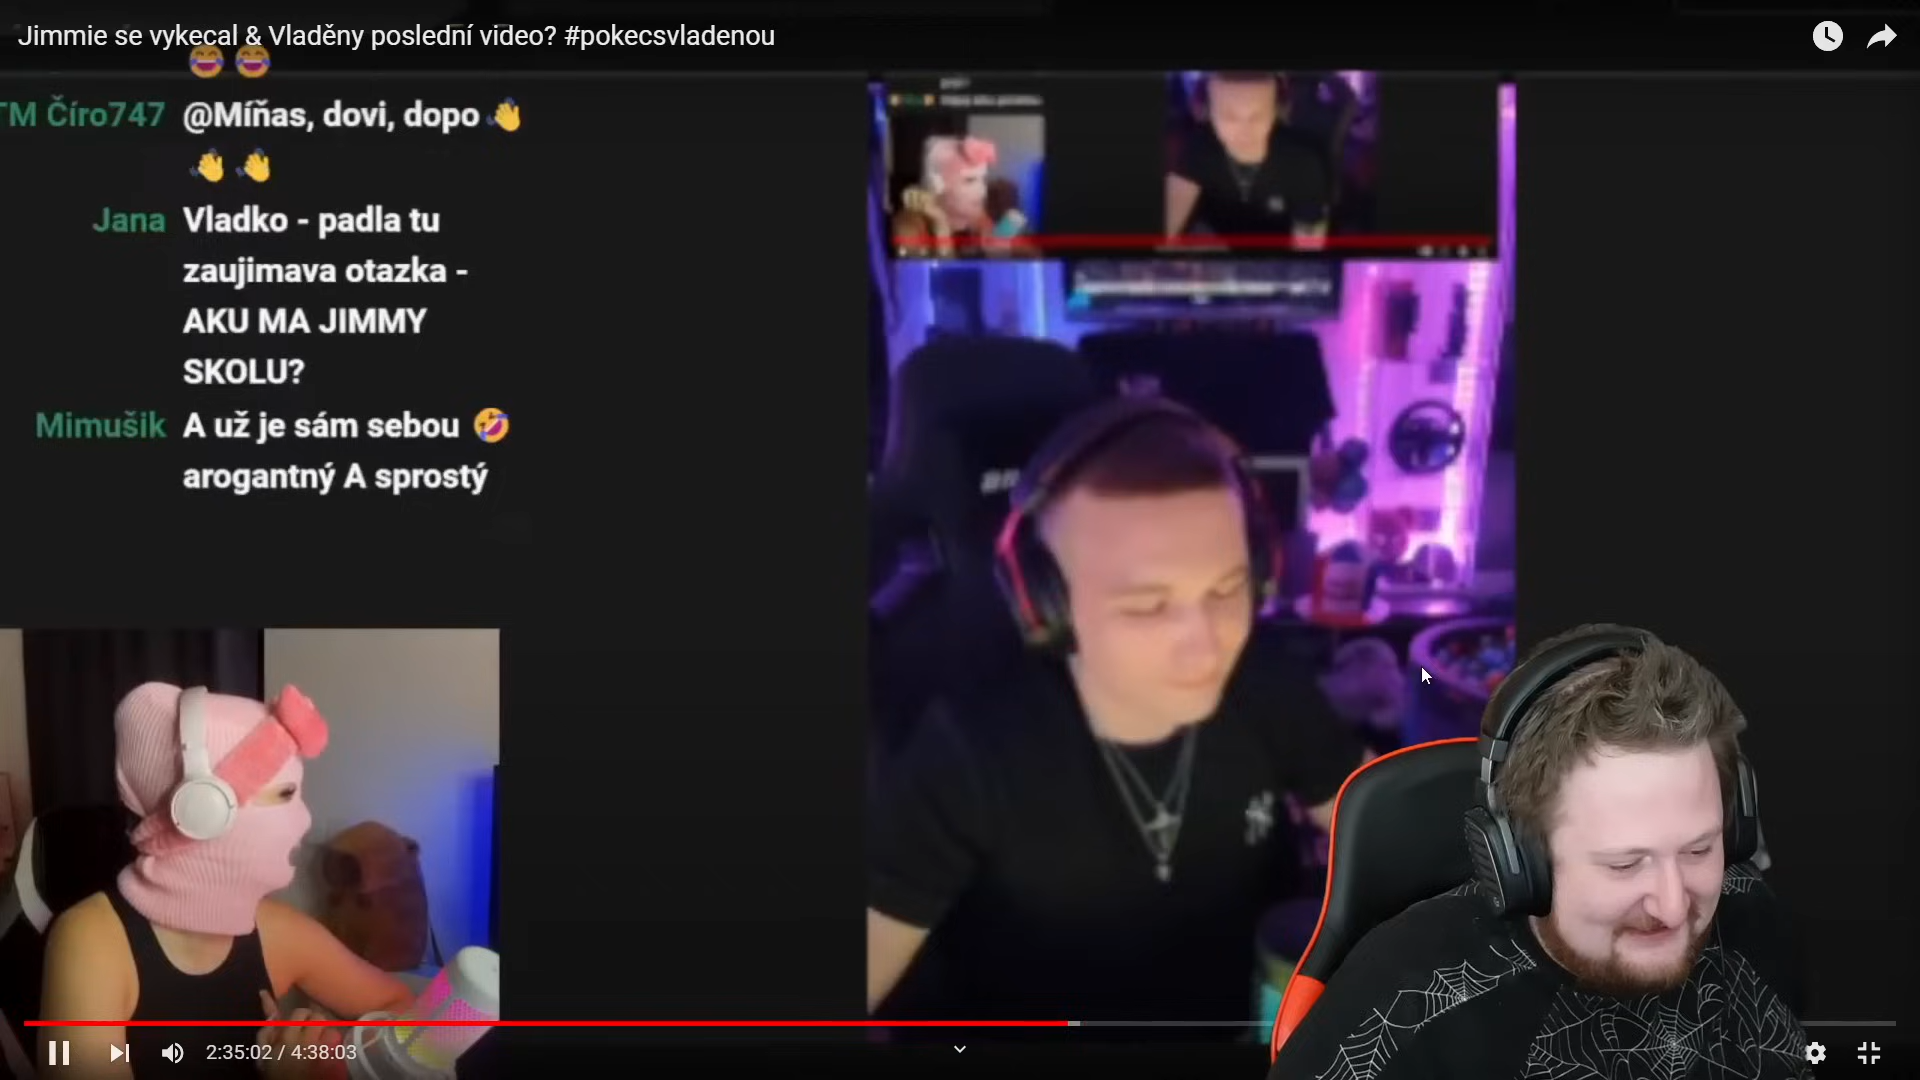 Jimmie se vykecal & Vladěny poslední video? #pokecsvladenou
TM Číro747 @Míňas, dovi, dopo
Jana Vladko - padla tu
zaujimava otazka -
AKU MA JIMMY
SKOLU?
Mimušik A už je sám sebou
arogantný A sprostý
2:35:02 / 4:38:03